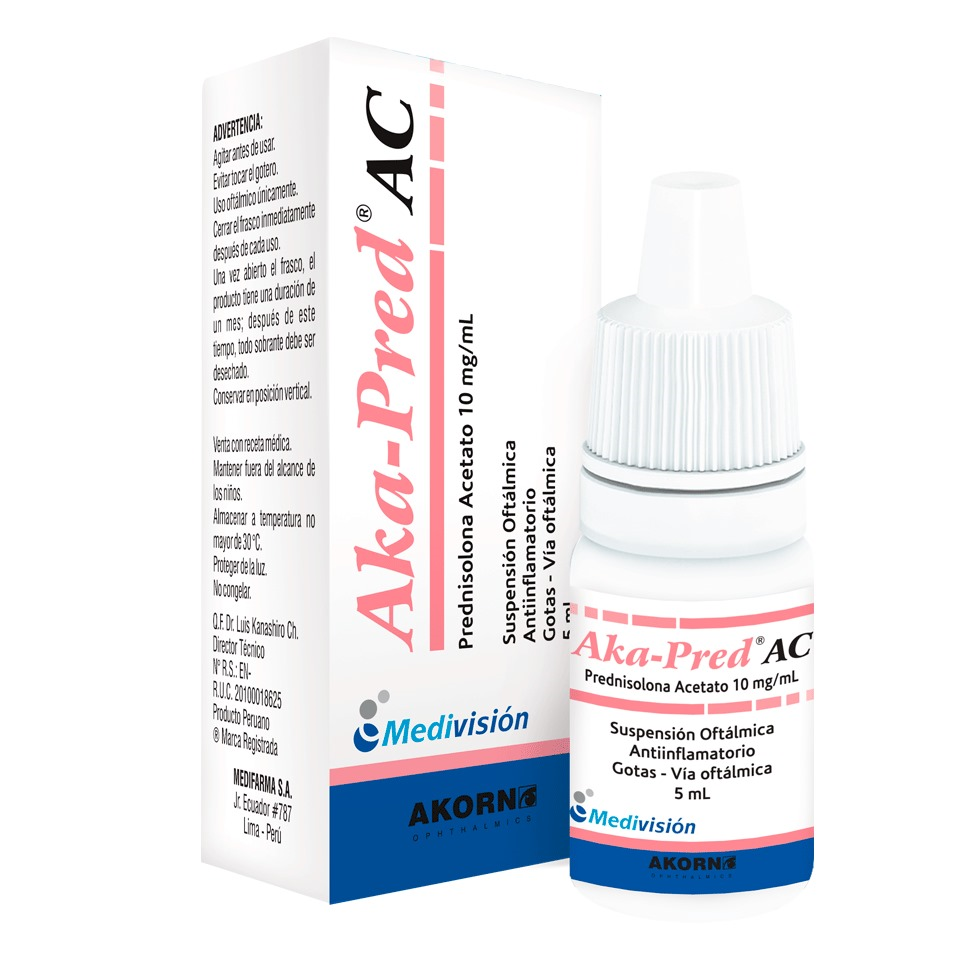 ADVERTENCIA:
Agitar antes de usar.
Evitar tocar el gotero.
Uso oftálmico únicamente.
Cerrar el frasco inmediatamente
después de cada uso.
Una vez abierto el frasco, el
producto tiene una duración de
un mes; después de este
tiempo, todo sobrante debe ser
desechado.
Conservar en posición vertical.
Venta con receta médica.
Mantener fuera del alcance de
los niños.
Almacenar a temperatura no
mayor de 30°C.
Proteger de la luz.
No congelar.
Q.F. Dr. Luis Kanashiro Ch.
Director Técnico
N° R.S.: EN-
R.U.C. 20100018625
Producto Peruano
® Marca Registrada
MEDIFARMA S.A.
Jr. Ecuador #787
Lima - Perú
Aka-Pred® AC
Prednisolona Acetato 10 mg/mL
Suspensión Oftálmica
Antiinflamatorio
Gotas - Vía oftálmica
5 mL
Medivisión
AKORN
OPHTHALMICS
Aka-Pred® AC
Prednisolona Acetato 10 mg/mL
Suspensión Oftálmica
Antiinflamatorio
Gotas - Vía oftálmica
5 mL
Medivisión
AKORN
OPHTHALMICS